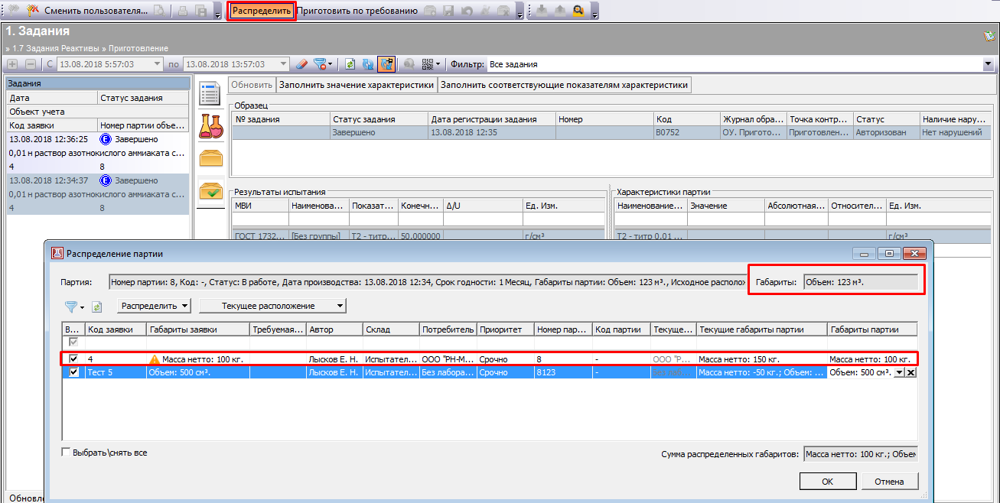 Сменить пользователя... Распределить Приготовить по требованию
1. Задания
» 1.7 Задания Реактивы » Приготовление
С 13.08.2018 5:57:03 по 13.08.2018 13:57:03 Фильтр: Все задания
Задания
Дата Статус задания
Объект учета
Код заявки Номер партии объе...
13.08.2018 12:36:25 E Завершено
0,01 н раствор азотнокислого аммиаката с...
4 8
13.08.2018 12:34:37 E Завершено
0,01 н раствор азотнокислого аммиаката с...
4 8
Обновить Заполнить значение характеристики Заполнить соответствующие показателям характеристики
Образец
№ задания Статус задания Дата регистрации задания Номер Код Журнал обра... Точка контр... Статус Наличие нару...
Завершено 13.08.2018 12:35 B0752 ОУ. Пригото... Приготовлен... Авторизован Нет нарушений
Результаты испытания
МВИ Наименова... Показат... Конечн... Δ/U Ед. Изм.
ГОСТ 1732... [Без группы] Т2 - титр... 50,000000 г/см³
Характеристики партии
Наименование... Значение Абсолютная... Относител... Ед. Изм.
Т2 - титр 0,01 ... г/см³
Распределение партии
Партия: Номер партии: 8, Код: -, Статус: В работе, Дата производства: 13.08.2018 12:34, Срок годности: 1 Месяц, Габариты партии: Объем: 123 м³., Исходное располо Габариты: Объем: 123 м³.
Распределить Текущее расположение
В... Код заявки Габариты заявки Требуемая... Автор Склад Потребитель Приоритет Номер пар... Код партии Текуще... Текущие габариты партии Габариты партии
4 Масса нетто: 100 кг. Лысков Е. Н. Испытател... ООО "РН-М... Срочно 8 - ООО "Р... Масса нетто: 150 кг. Масса нетто: 100 кг.
Тест 5 Объем: 500 см³. Лысков Е. Н. Испытател... Без лабора... Срочно 8123 - Масса нетто: -50 кг.; Объем: ... Объем: 500 см³.
Выбрать\снять все
Сумма распределенных габаритов: Масса нетто: 100 кг.; Объем
ОК Отмена
Обновл